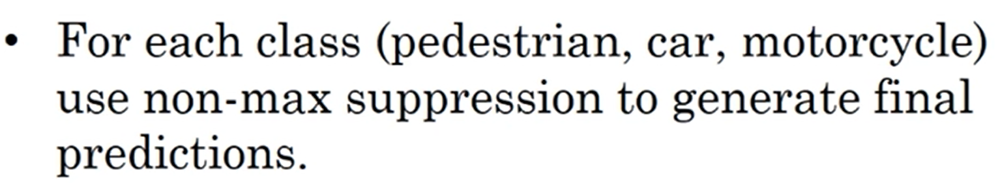 • For each class (pedestrian, car, motorcycle)
use non-max suppression to generate final
predictions.